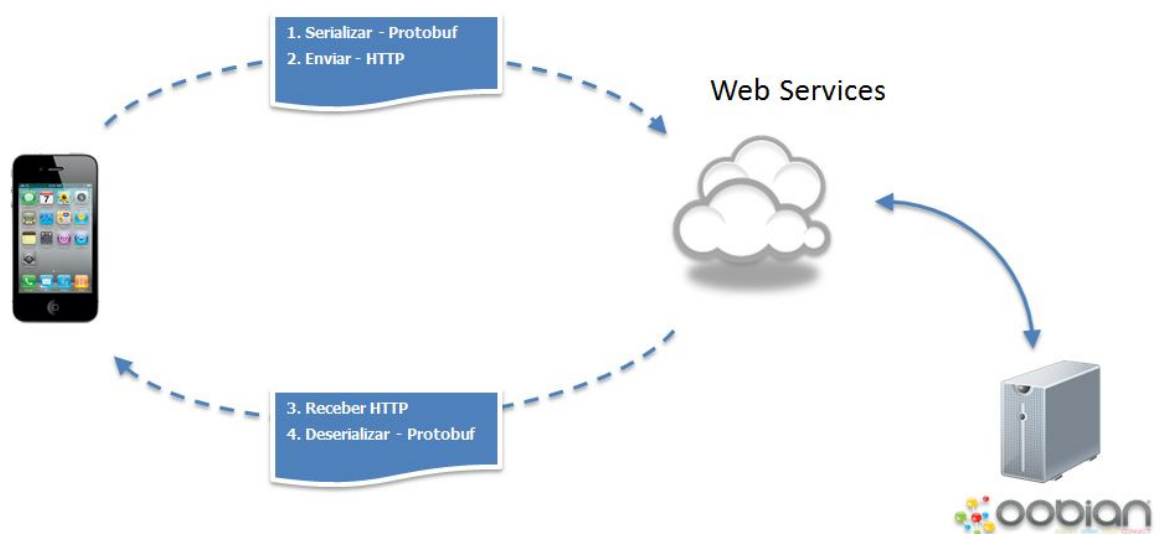 1. Serializar - Protobuf
2. Enviar - HTTP
Web Services
3. Receber HTTP
4. Deserializar - Protobuf
oobian